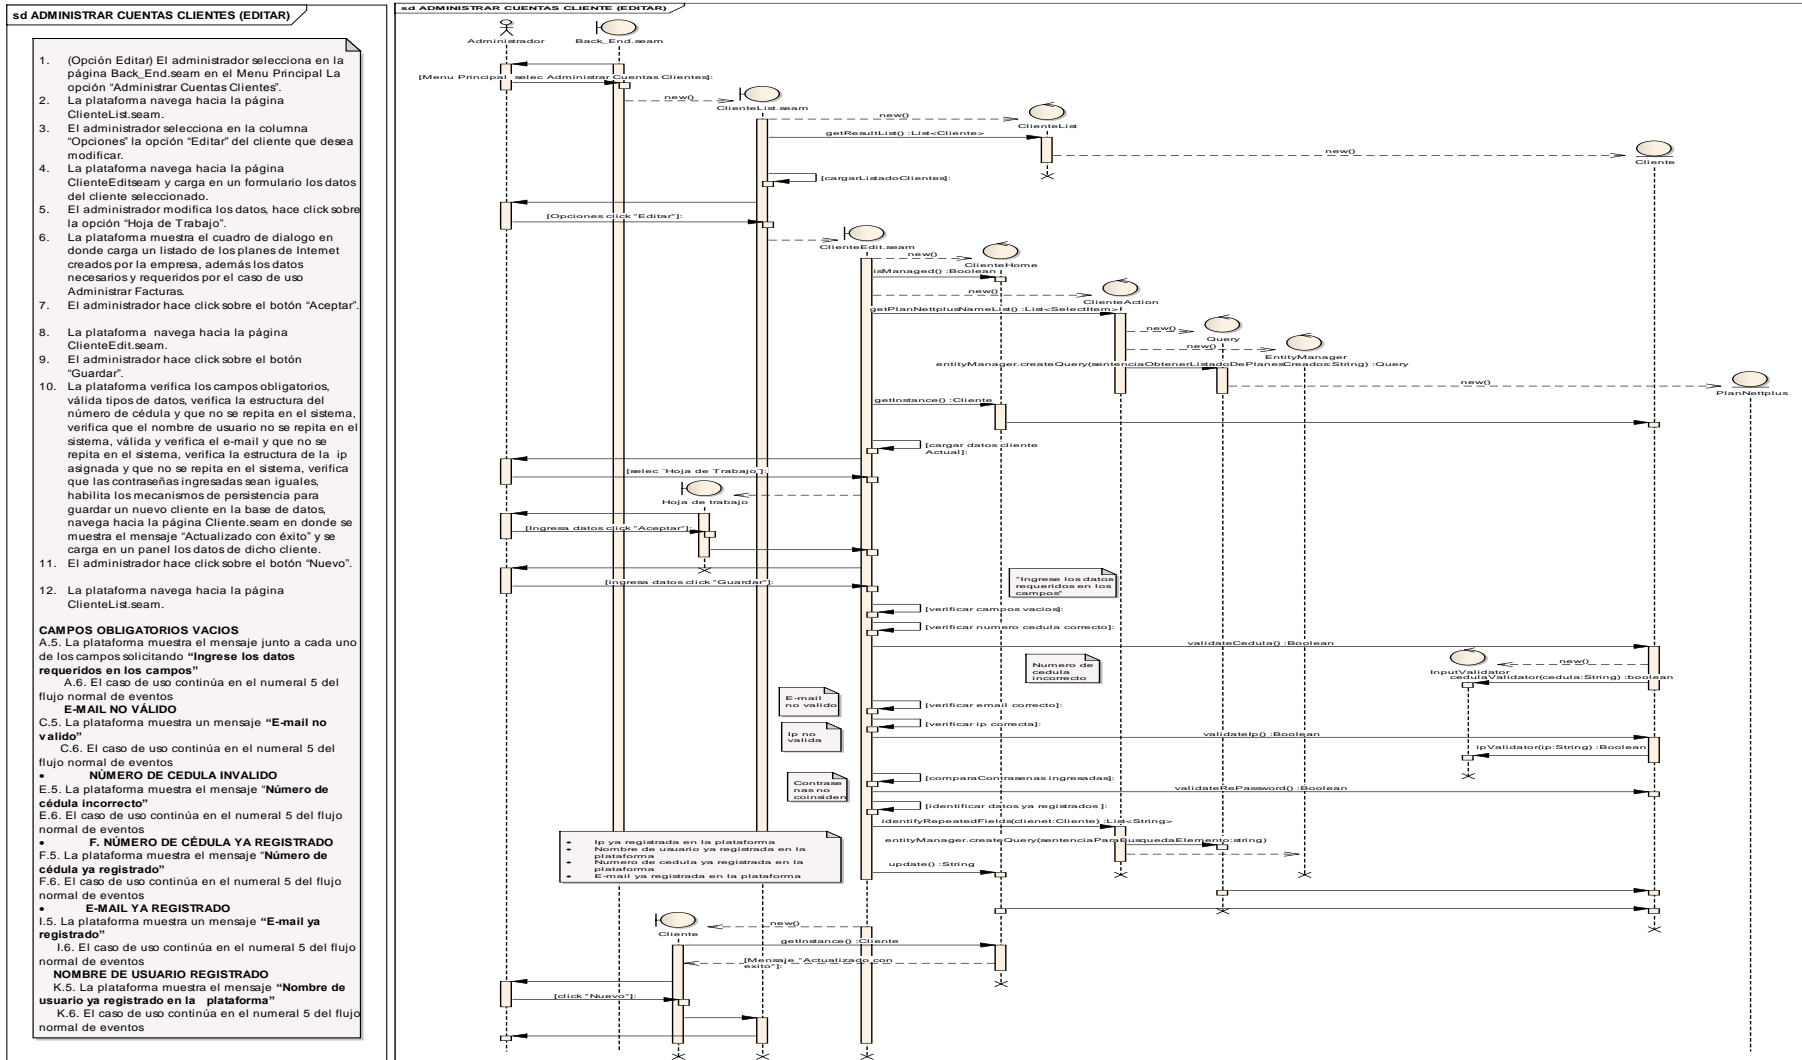 sd ADMINISTRAR CUENTAS CLIENTES (EDITAR)
1. (Opción Editar) El administrador selecciona en la
página Back_End.seam en el Menu Principal La
opción “Administrar Cuentas Clientes”.
2. La plataforma navega hacia la página
ClienteList.seam.
3. El administrador selecciona en la columna
“Opciones” la opción “Editar” del cliente que desea
modificar.
4. La plataforma navega hacia la página
ClienteEditseam y carga en un formulario los datos
del cliente seleccionado.
5. El administrador modifica los datos, hace click sobre
la opción “Hoja de Trabajo”.
6. La plataforma muestra el cuadro de dialogo en
donde carga un listado de los planes de Internet
creados por la empresa, además los datos
necesarios y requeridos por el caso de uso
Administrar Facturas.
7. El administrador hace click sobre el botón “Aceptar”.
8. La plataforma navega hacia la página
ClienteEdit.seam.
9. El administrador hace click sobre el botón
“Guardar”.
10. La plataforma verifica los campos obligatorios,
válida tipos de datos, verifica la estructura del
número de cédula y que no se repita en el sistema,
verifica que el nombre de usuario no se repita en el
sistema, válida y verifica el e-mail y que no se
repita en el sistema, verifica la estructura de la ip
asignada y que no se repita en el sistema, verifica
que las contraseñas ingresadas sean iguales,
habilita los mecanismos de persistencia para
guardar un nuevo cliente en la base de datos,
navega hacia la página Cliente.seam en donde se
muestra el mensaje “Actualizado con éxito” y se
carga en un panel los datos de dicho cliente.
11. El administrador hace click sobre el botón “Nuevo”.
12. La plataforma navega hacia la página
ClienteList.seam.
CAMPOS OBLIGATORIOS VACIOS
A.5. La plataforma muestra el mensaje junto a cada uno
de los campos solicitando “Ingrese los datos
requeridos en los campos”
A.6. El caso de uso continúa en el numeral 5 del
flujo normal de eventos
E-MAIL NO VÁLIDO
C.5. La plataforma muestra un mensaje “E-mail no
valido”
C.6. El caso de uso continúa en el numeral 5 del
flujo normal de eventos
• NÙMERO DE CEDULA INVALIDO
E.5. La plataforma muestra el mensaje “Número de
cédula incorrecto”
E.6. El caso de uso continúa en el numeral 5 del flujo
normal de eventos
• F. NÚMERO DE CÉDULA YA REGISTRADO
F.5. La plataforma muestra el mensaje “Número de
cédula ya registrado”
F.6. El caso de uso continúa en el numeral 5 del flujo
normal de eventos
• E-MAIL YA REGISTRADO
I.5. La plataforma muestra un mensaje “E-mail ya
registrado”
I.6. El caso de uso continúa en el numeral 5 del flujo
normal de eventos
NOMBRE DE USUARIO REGISTRADO
K.5. La plataforma muestra el mensaje “Nombre de
usuario ya registrado en la plataforma”
K.6. El caso de uso continúa en el numeral 5 del flujo
normal de eventos
sd ADMINISTRAR CUENTAS CLIENTE (EDITAR)
Administrador
Back_End.seam
[Menu Principal selec Administrar Cuentas Clientes]:
new()
ClienteList.seam
new()
ClienteList
getResultList() :List<Cliente>
new()
Cliente
[cargarListadoClientes]:
[Opciones click "Editar"]:
ClienteEdit.seam
new()
ClienteHome
isManaged() :Boolean
new()
ClienteAction
getPlanNettplusNameList() :List<SelectItem>
new()
Query
new()
EntityManager
entityManager.createQuery(sentenciaObtenerListadoDePlanesCreados:String) :Query
new()
PlanNettplus
getInstance() :Cliente
[cargar datos cliente
Actual]:
[selec "Hoja de Trabajo"]:
Hoja de trabajo
[Ingresa datos click "Aceptar"]:
[ingresa datos click "Guardar"]:
"Ingrese los datos
requeridos en los
campos"
[verificar campos vacios]:
[verificar numero cedula correcto]:
validateCedula() :Boolean
Numero de
cedula
incorrecto
new()
InputValidator
cedulaValidator(cedula:String) :boolean
E-mail
no valido
[verificar email correcto]:
[verificar ip correcta]:
Ip no
valida
validateIp() :Boolean
ipValidator(ip:String) :Boolean
Contrase
nas no
coinsiden
[comparaContrasenas ingresadas]:
validateRePassword() :Boolean
[identificar datos ya registrados ]:
identifyRepeatedFields(clienet:Cliente) :List<String>
entityManager.createQuery(sentenciaParaBusquedaElemento:string)
• Ip ya registrada en la plataforma
• Nombre de usuario ya registrada en la
plataforma
• Numero de cedula ya registrada en la
plataforma
• E-mail ya registrada en la plataforma
update() :String
new()
Cliente
getInstance() :Cliente
[Mensaje "Actualizado con
exito"]:
[click "Nuevo"]: